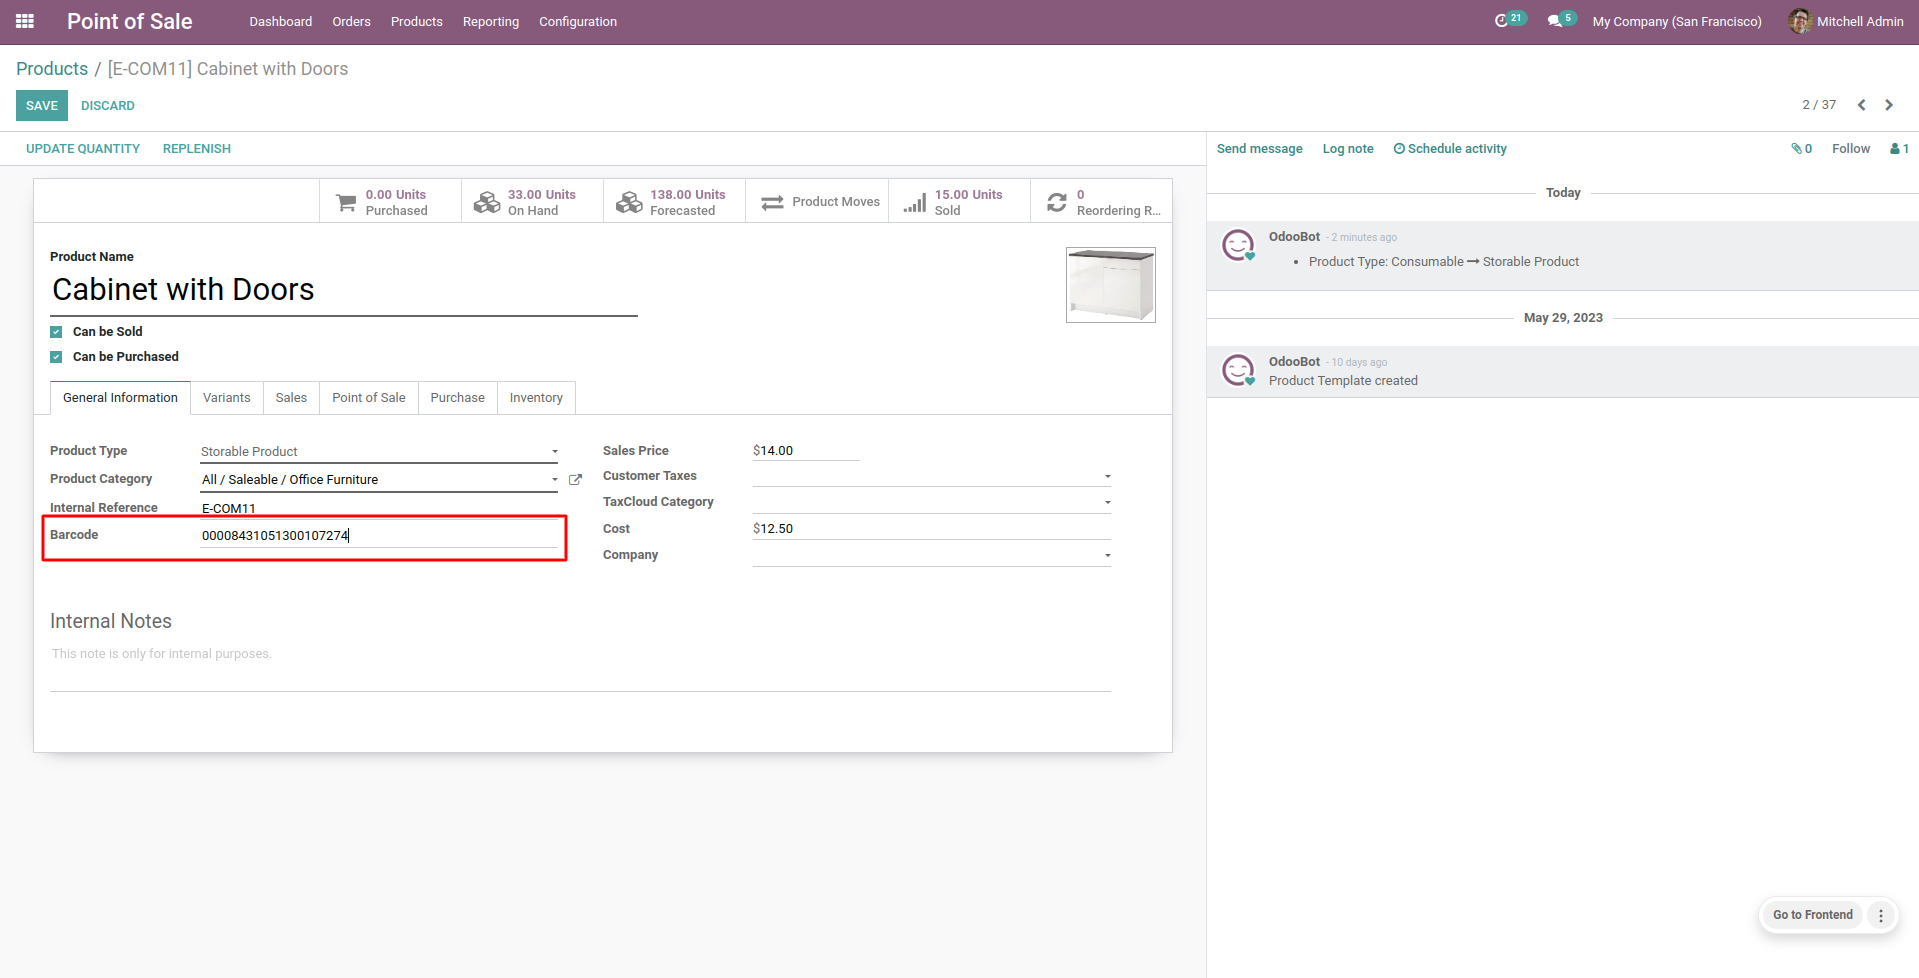 Point of Sale Dashboard Orders Products Reporting Configuration 21 5 My Company (San Francisco) Mitchell Admin
Products / [E-COM11] Cabinet with Doors
SAVE DISCARD 2 / 37
UPDATE QUANTITY REPLENISH
0.00 Units
Purchased
33.00 Units
On Hand
138.00 Units
Forecasted
Product Moves
15.00 Units
Sold
0
Reordering R...
Product Name
Cabinet with Doors
Can be Sold
Can be Purchased
General Information Variants Sales Point of Sale Purchase Inventory
Product Type Storable Product
Product Category All / Saleable / Office Furniture
Internal Reference E-COM11
Barcode 00008431051300107274
Sales Price $14.00
Customer Taxes
TaxCloud Category
Cost $12.50
Company
Internal Notes
This note is only for internal purposes.
Send message Log note Schedule activity 0 Follow 1
Today
OdooBot - 2 minutes ago
• Product Type: Consumable → Storable Product
May 29, 2023
OdooBot - 10 days ago
Product Template created
Go to Frontend